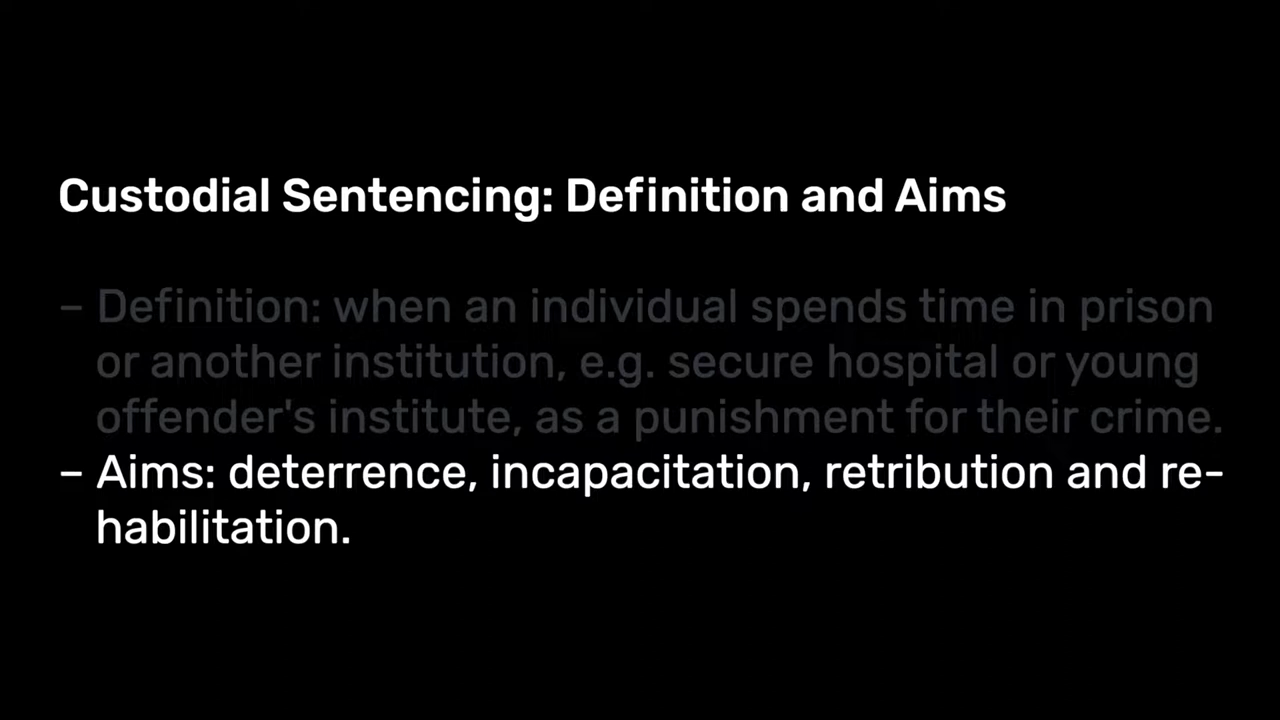 Custodial Sentencing: Definition and Aims
– Definition: when an individual spends time in prison
or another institution, e.g. secure hospital or young
offender's institute, as a punishment for their crime.
– Aims: deterrence, incapacitation, retribution and re-
habilitation.